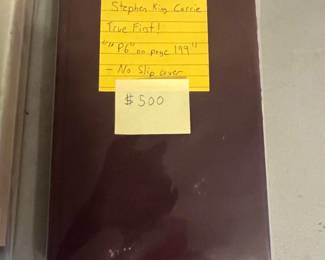 Stephen King Carrie
True First!
""P6" on page 199"
- No Slip cover
$500